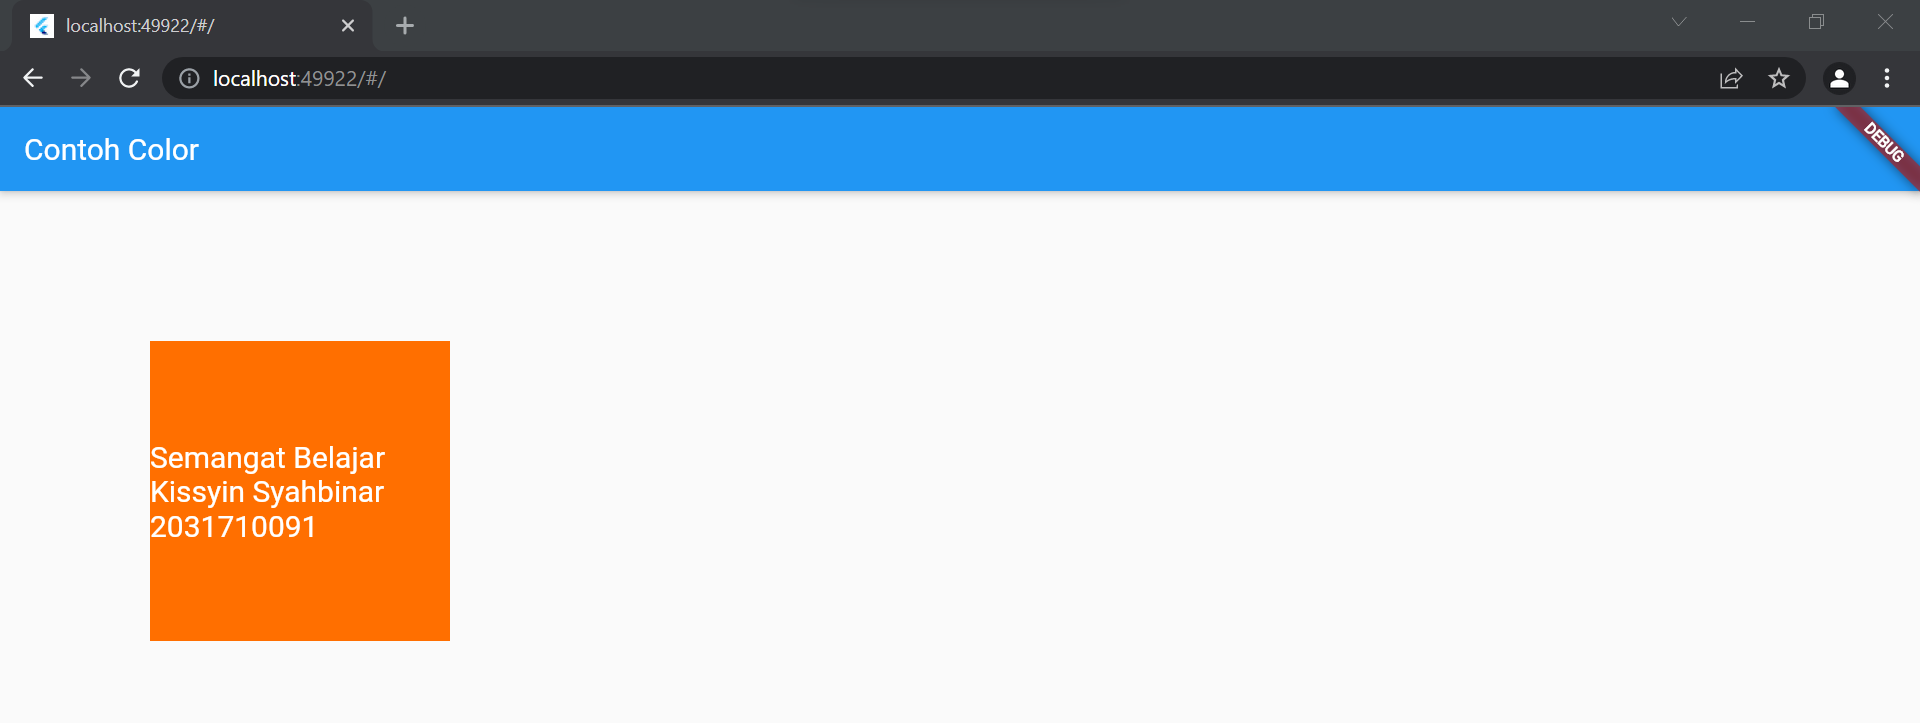 localhost:49922/#/
localhost:49922/#/
Contoh Color
DEBUG
Semangat Belajar
Kissyin Syahbinar
2031710091